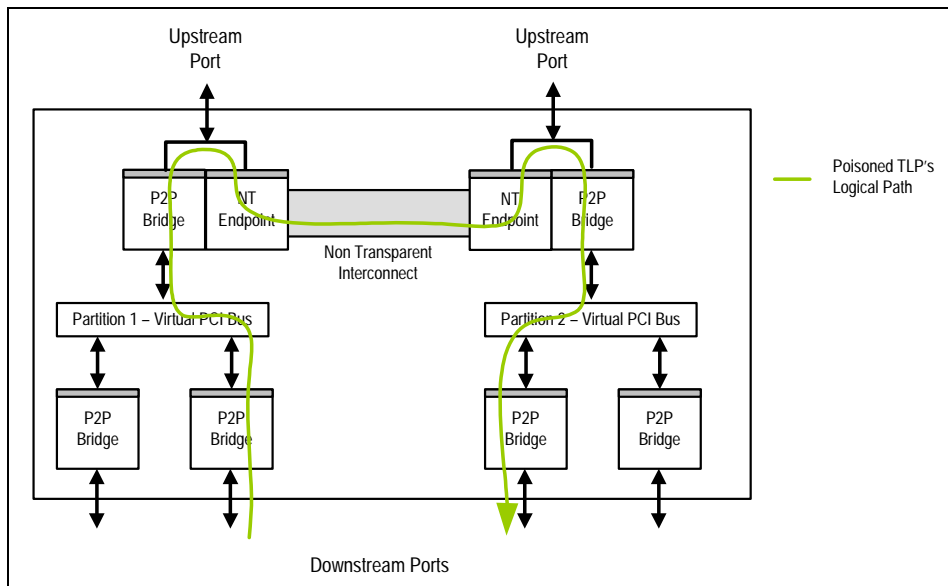 Upstream
Port
Upstream
Port
Poisoned TLP's
Logical Path
P2P
Bridge
NT
Endpoint
NT
Endpoint
P2P
Bridge
Non Transparent
Interconnect
Partition 1 – Virtual PCI Bus
Partition 2 – Virtual PCI Bus
P2P
Bridge
P2P
Bridge
P2P
Bridge
P2P
Bridge
Downstream Ports